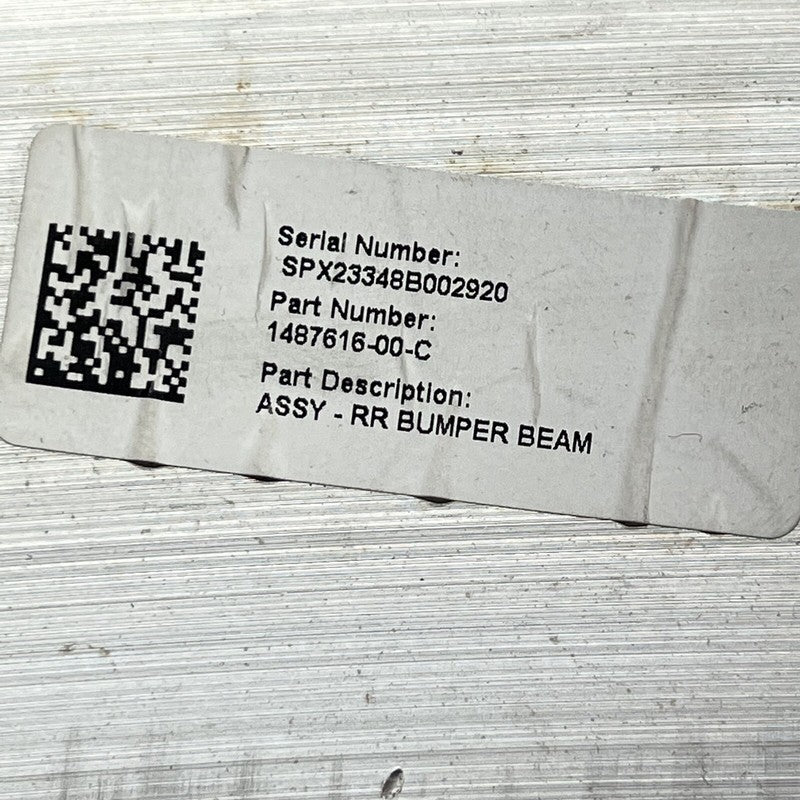 Serial Number:
SPX23348B002920
Part Number:
1487616-00-C
Part Description:
ASSY - RR BUMPER BEAM